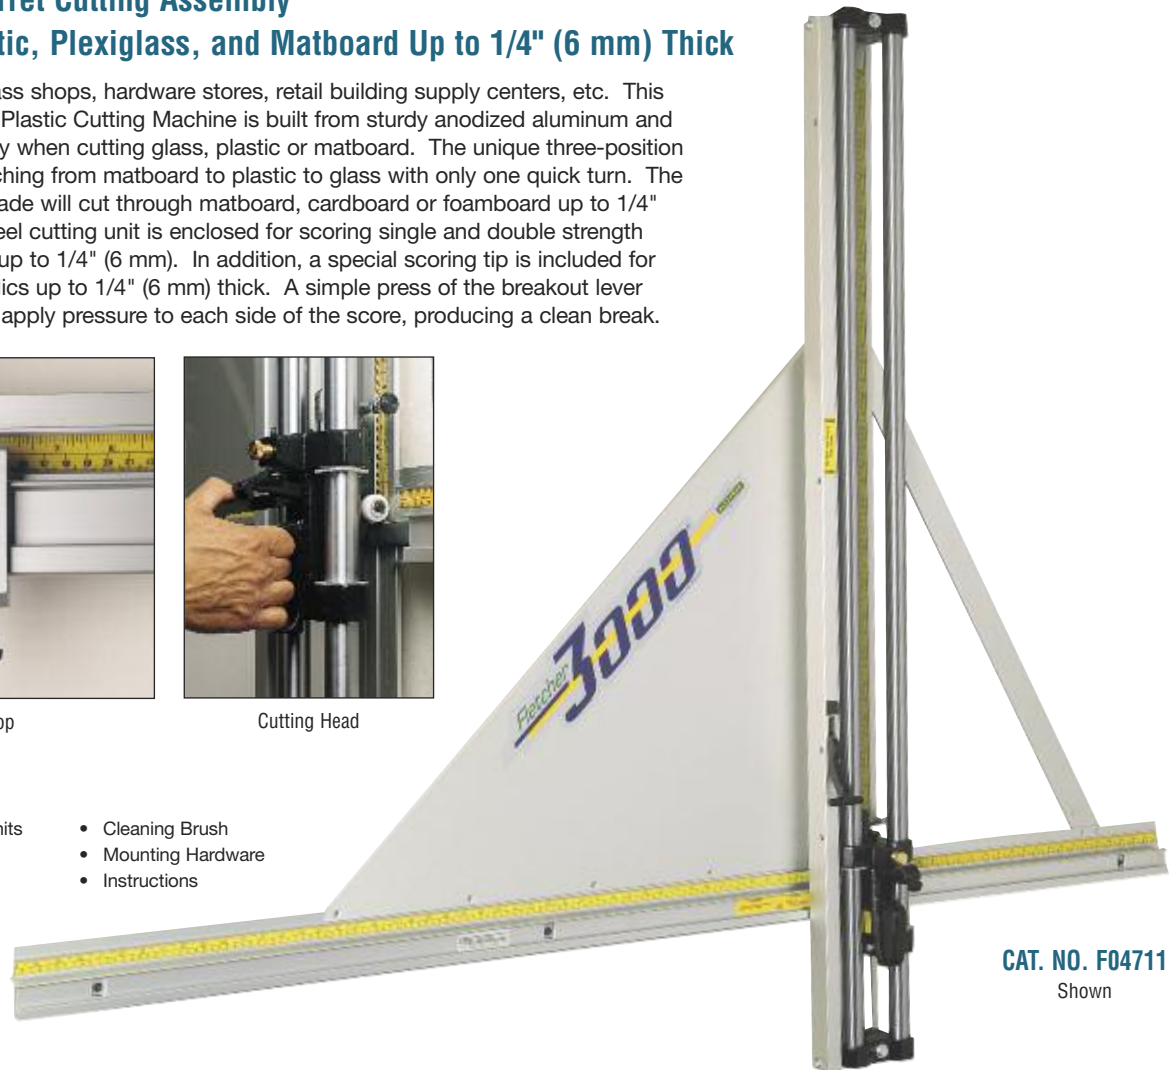 rret Cutting Assembly
tic, Plexiglass, and Matboard Up to 1/4" (6 mm) Thick
ass shops, hardware stores, retail building supply centers, etc. This
Plastic Cutting Machine is built from sturdy anodized aluminum and
y when cutting glass, plastic or matboard. The unique three-position
ching from matboard to plastic to glass with only one quick turn. The
ade will cut through matboard, cardboard or foamboard up to 1/4"
eel cutting unit is enclosed for scoring single and double strength
up to 1/4" (6 mm). In addition, a special scoring tip is included for
lics up to 1/4" (6 mm) thick. A simple press of the breakout lever
apply pressure to each side of the score, producing a clean break.
op
Cutting Head
nits
• Cleaning Brush
• Mounting Hardware
• Instructions
Fletcher 3000
CAT. NO. F04711
Shown